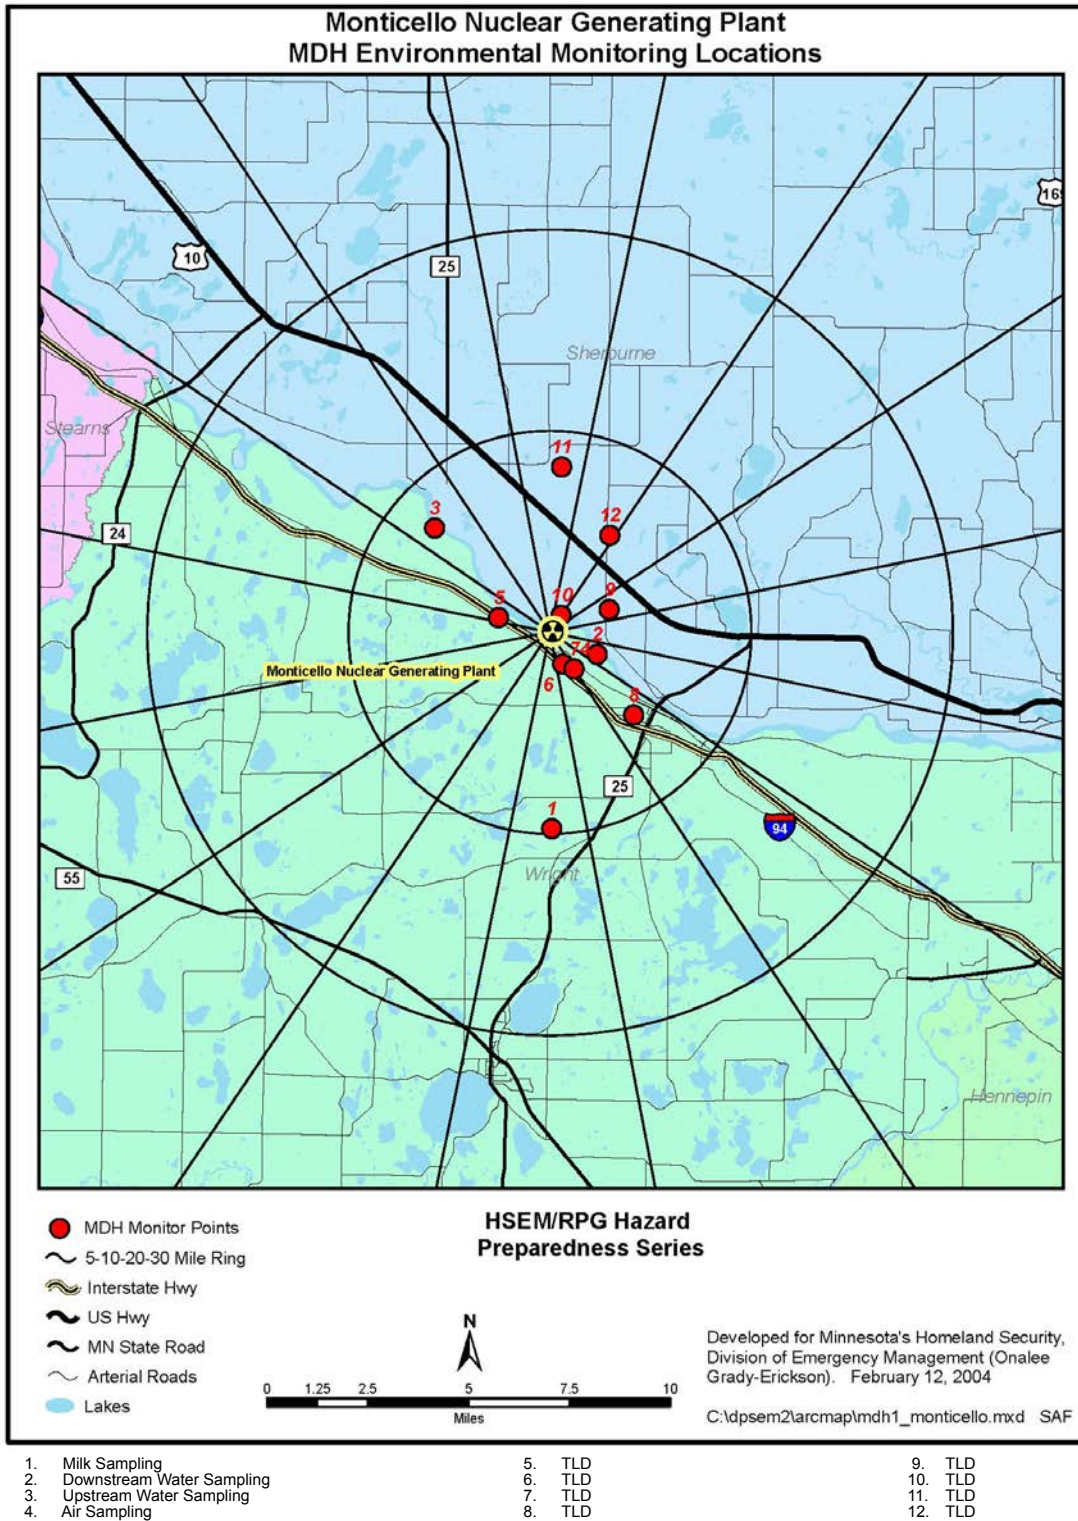 Monticello Nuclear Generating Plant
MDH Environmental Monitoring Locations
169
10
25
Sherburne
Stearns
11
3
12
24
5
10
9
2
74
Monticello Nuclear Generating Plant
6
8
25
1
94
Wright
55
Hennepin
MDH Monitor Points
5-10-20-30 Mile Ring
Interstate Hwy
US Hwy
MN State Road
Arterial Roads
Lakes
HSEM/RPG Hazard
Preparedness Series
N
0 1.25 2.5 5 7.5 10
Miles
Developed for Minnesota's Homeland Security,
Division of Emergency Management (Onalee
Grady-Erickson). February 12, 2004
C:\dpsem2\arcmap\mdh1_monticello.mxd SAF
1. Milk Sampling 5. TLD 9. TLD
2. Downstream Water Sampling 6. TLD 10. TLD
3. Upstream Water Sampling 7. TLD 11. TLD
4. Air Sampling 8. TLD 12. TLD